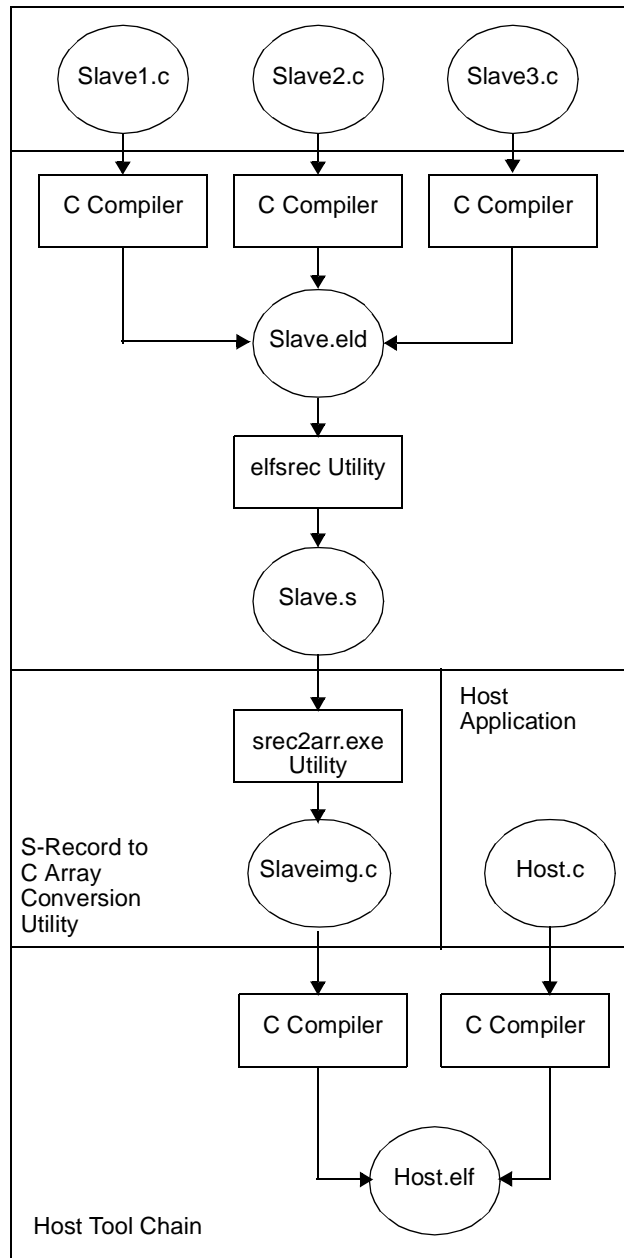 Slave1.c
Slave2.c
Slave3.c
C Compiler
C Compiler
C Compiler
Slave.eld
elfsrec Utility
Slave.s
srec2arr.exe
Utility
Host
Application
S-Record to
C Array
Conversion
Utility
Slaveimg.c
Host.c
C Compiler
C Compiler
Host.elf
Host Tool Chain